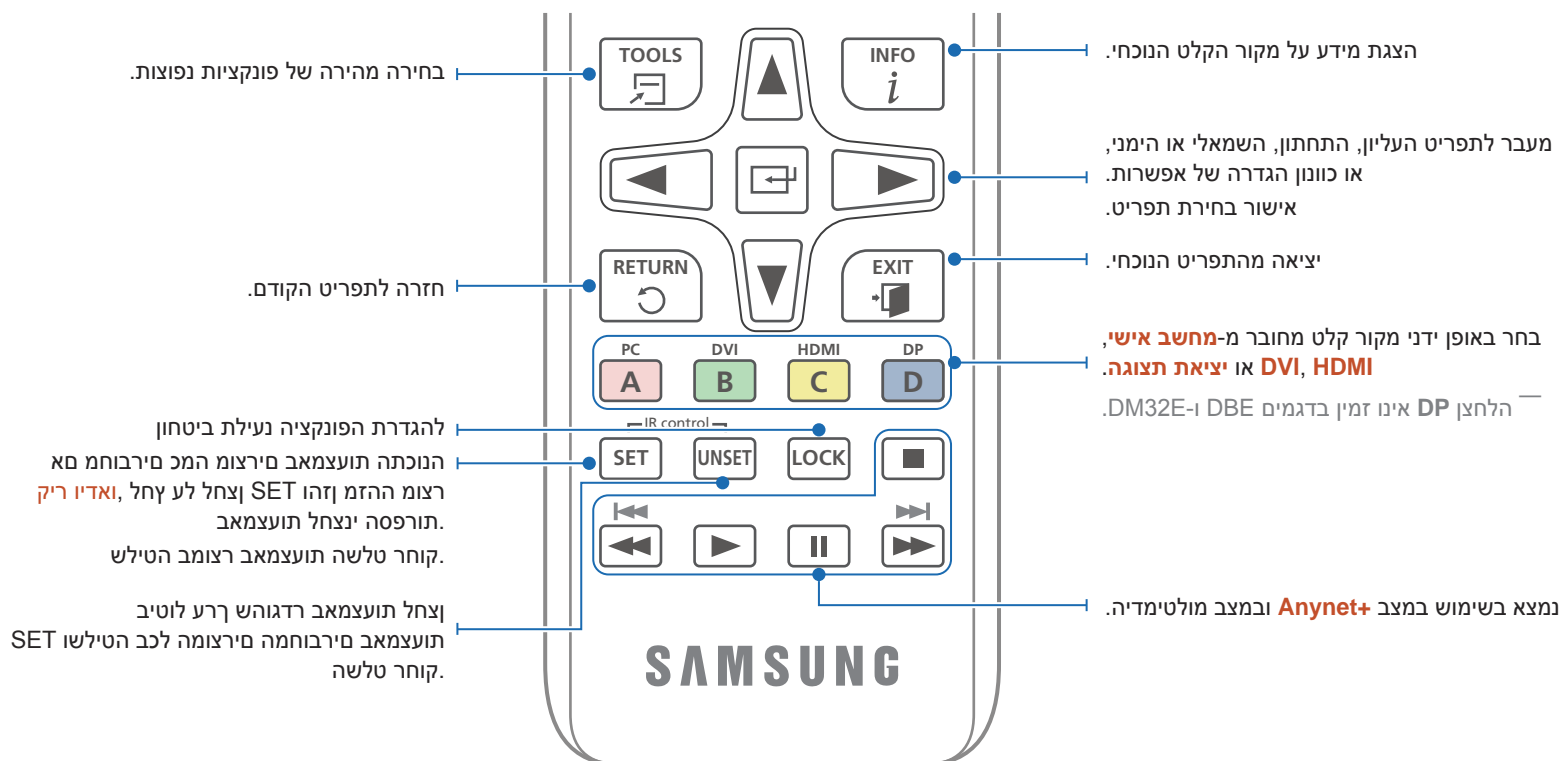 TOOLS
INFO
i
RETURN
EXIT
PC
DVI
HDMI
DP
A
B
C
D
IR control
SET
UNSET
LOCK
SAMSUNG
הצגת מידע על מקור הקלט הנוכחי.
מעבר לתפריט העליון, התחתון, השמאלי או הימני,
או כוונון הגדרה של אפשרות.
אישור בחירת תפריט.
יציאה מהתפריט הנוכחי.
בחר באופן ידני מקור קלט מחובר מ-מחשב אישי,
DVI, HDMI או יציאת תצוגה.
הלחצן DP אינו זמין בדגמים DBE ו-DM32E.
נמצא בשימוש במצב Anynet+ ובמצב מולטימדיה.
בחירה מהירה של פונקציות נפוצות.
חזרה לתפריט הקודם.
להגדרת הפונקציה נעילת ביטחון
הנוכתה תועצמאב םירצומ המכ םירבוחמ םא
רצומ ההזמ ןזהו SET ןצחל לע ץחל ,ואדיו ריק
.תורפסה ינצחל תועצמאב
.קוחר טלשה תועצמאב רצומב הטילש
ןצחל תועצמאב רדגוהש ךרע לוטיב
תועצמאב םירבוחמה םירצומה לכב הטילשו SET
.קוחר טלשה